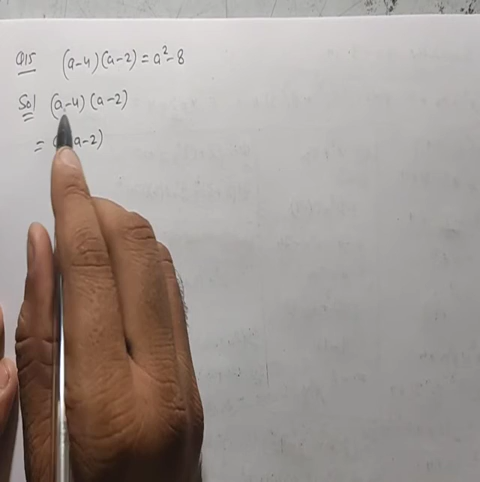 Q15 (a-4)(a-2) = a²-8
Sol (a-4)(a-2)
= a-2)